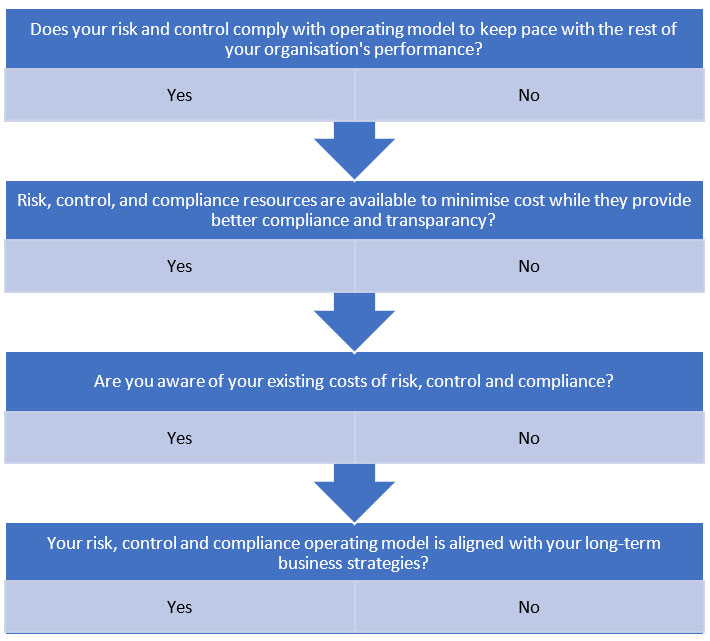 Does your risk and control comply with operating model to keep pace with the rest of
your organisation's performance?
Yes No
Risk, control, and compliance resources are available to minimise cost while they provide
better compliance and transparancy?
Yes No
Are you aware of your existing costs of risk, control and compliance?
Yes No
Your risk, control and compliance operating model is aligned with your long-term
business strategies?
Yes No